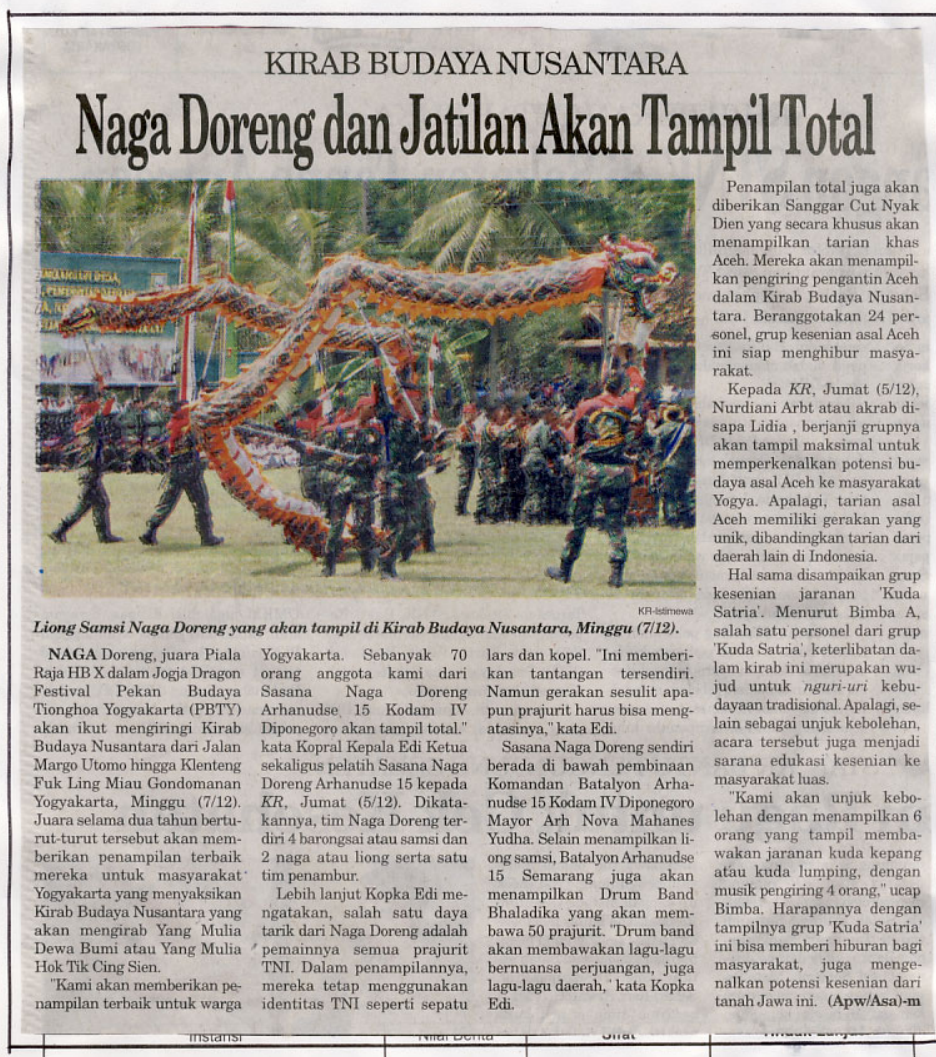 KIRAB BUDAYA NUSANTARA
Naga Doreng dan Jatilan Akan Tampil Total
KR-Istimewa
Liong Samsi Naga Doreng yang akan tampil di Kirab Budaya Nusantara, Minggu (7/12).
NAGA Doreng, juara Piala
Raja HB X dalam Jogja Dragon
Festival Pekan Budaya
Tionghoa Yogyakarta (PBTY)
akan ikut mengiringi Kirab
Budaya Nusantara dari Jalan
Margo Utomo hingga Klenteng
Fuk Ling Miau Gondomanan
Yogyakarta, Minggu (7/12).
Juara selama dua tahun bertu-
rut-turut tersebut akan mem-
berikan penampilan terbaik
mereka untuk masyarakat
Yogyakarta yang menyaksikan
Kirab Budaya Nusantara yang
akan mengirab Yang Mulia
Dewa Bumi atau Yang Mulia
Hok Tik Cing Sien.
"Kami akan memberikan pe-
nampilan terbaik untuk warga
Yogyakarta. Sebanyak 70
orang anggota kami dari
Sasana Naga Doreng
Arhanudse 15 Kodam IV
Diponegoro akan tampil total."
kata Kopral Kepala Edi Ketua
sekaligus pelatih Sasana Naga
Doreng Arhanudse 15 kepada
KR, Jumat (5/12). Dikata-
kannya, tim Naga Doreng ter-
diri 4 barongsai atau samsi dan
2 naga atau liong serta satu
tim penambur.
Lebih lanjut Kopka Edi me-
ngatakan, salah satu daya
tarik dari Naga Doreng adalah
pemainnya semua prajurit
TNI. Dalam penampilannya,
mereka tetap menggunakan
identitas TNI seperti sepatu
lars dan kopel. "Ini memberi-
kan tantangan tersendiri.
Namun gerakan sesulit apa-
pun prajurit harus bisa meng-
atasinya," kata Edi.
Sasana Naga Doreng sendiri
berada di bawah pembinaan
Komandan Batalyon Arha-
nudse 15 Kodam IV Diponegoro
Mayor Arh Nova Mahanes
Yudha. Selain menampilkan li-
ong samsi, Batalyon Arhanudse
15 Semarang juga akan
menampilkan Drum Band
Bhaladika yang akan mem-
bawa 50 prajurit. "Drum band
akan membawakan lagu-lagu
bernuansa perjuangan, juga
lagu-lagu daerah,' kata Kopka
Edi.
Penampilan total juga akan
diberikan Sanggar Cut Nyak
Dien yang secara khusus akan
menampilkan tarian khas
Aceh. Mereka akan menampil-
kan pengiring pengantin Aceh
dalam Kirab Budaya Nusan-
tara. Beranggotakan 24 per-
sonel, grup kesenian asal Aceh
ini siap menghibur masya-
rakat.
Kepada KR, Jumat (5/12),
Nurdiani Arbt atau akrab di-
sapa Lidia , berjanji grupnya
akan tampil maksimal untuk
memperkenalkan potensi bu-
daya asal Aceh ke masyarakat
Yogya. Apalagi, tarian asal
Aceh memiliki gerakan yang
unik, dibandingkan tarian dari
daerah lain di Indonesia.
Hal sama disampaikan grup
kesenian jaranan 'Kuda
Satria'. Menurut Bimba A,
salah satu personel dari grup
'Kuda Satria', keterlibatan da-
lam kirab ini merupakan wu-
jud untuk nguri-uri kebu-
dayaan tradisional. Apalagi, se-
lain sebagai unjuk kebolehan,
acara tersebut juga menjadi
sarana edukasi kesenian ke
masyarakat luas.
"Kami akan unjuk kebo-
lehan dengan menampilkan 6
orang yang tampil memba-
wakan jaranan kuda kepang
atau kuda lumping, dengan
musik pengiring 4 orang," ucap
Bimba. Harapannya dengan
tampilnya grup 'Kuda Satria'
ini bisa memberi hiburan bagi
masyarakat, juga menge-
nalkan potensi kesenian dari
tanah Jawa ini. (Apw/Asa)-m